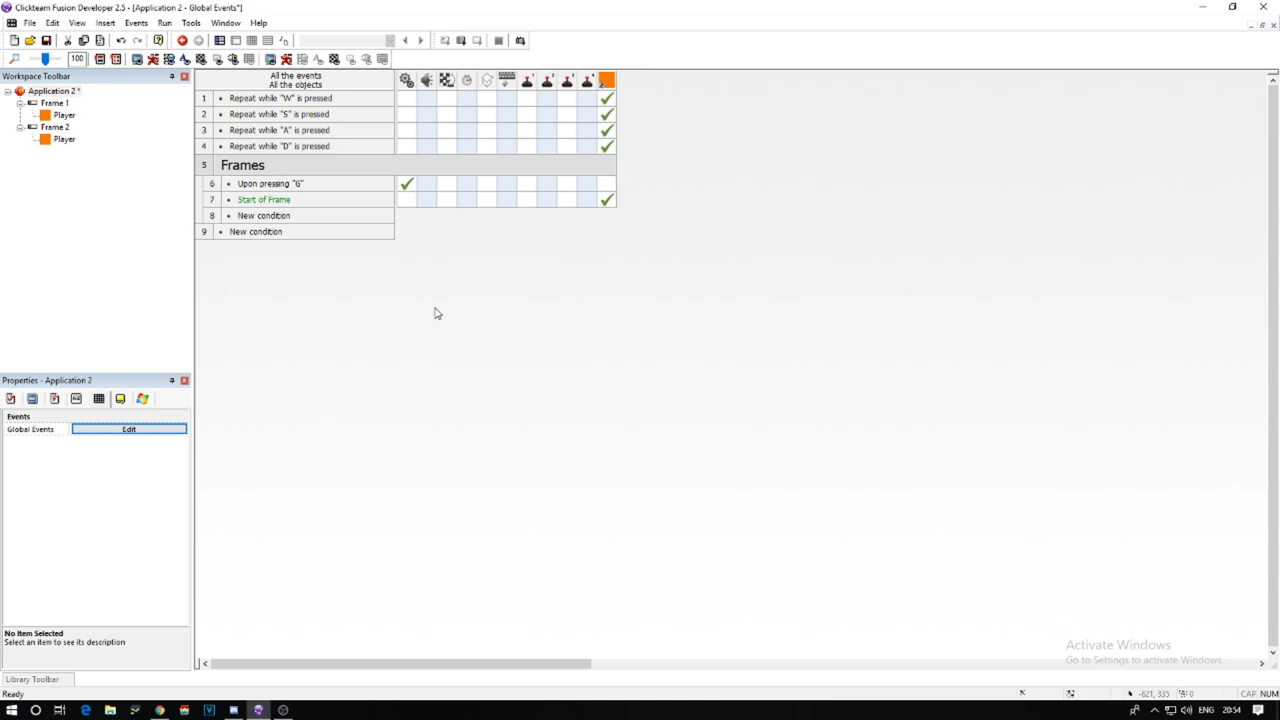 Clickteam Fusion Developer 2.5 - [Application 2 - Global Events*]
File Edit View Insert Events Run Tools Window Help
100
Workspace Toolbar
Application 2 *
Frame 1
Player
Frame 2
Player
All the events
All the objects
1 • Repeat while "W" is pressed
2 • Repeat while "S" is pressed
3 • Repeat while "A" is pressed
4 • Repeat while "D" is pressed
5 Frames
6 • Upon pressing "G"
7 • Start of Frame
8 • New condition
9 • New condition
Properties - Application 2
Events
Global Events Edit
No Item Selected
Select an item to see its description
Library Toolbar
Activate Windows
Go to Settings to activate Windows.
Ready
-621, 335
0
CAP NUM
ENG 20:54